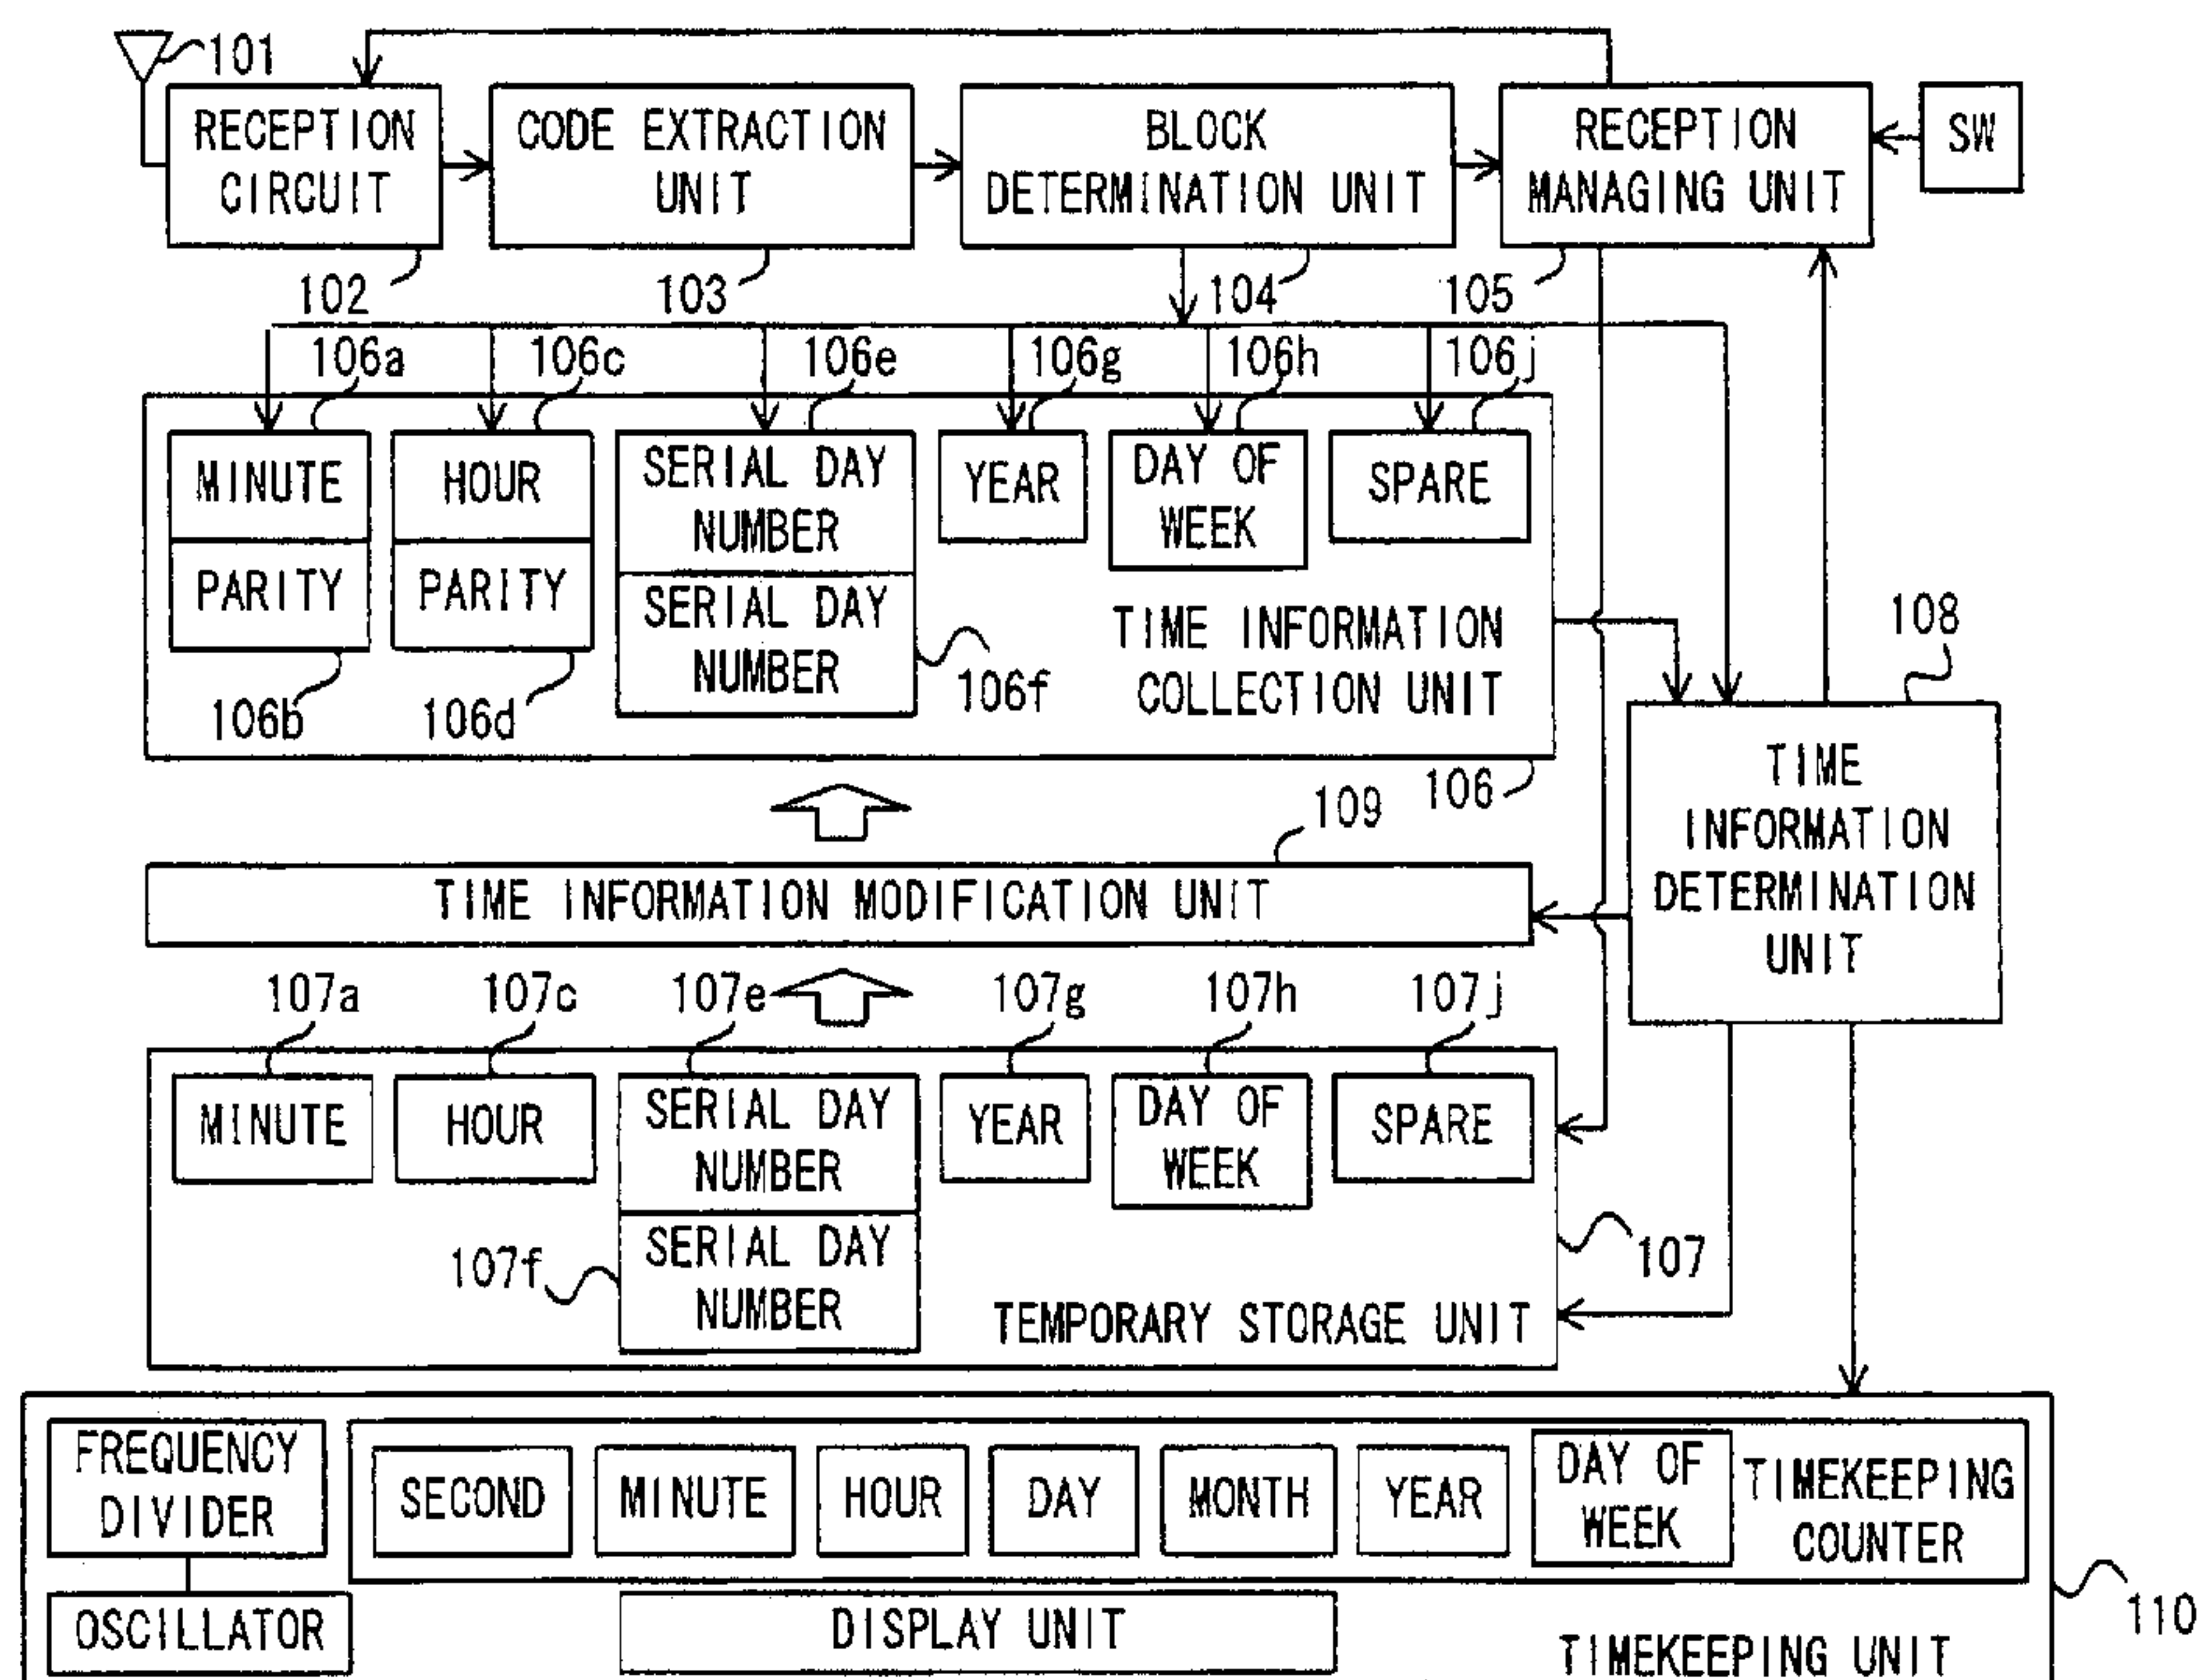 101
RECEPTION
CIRCUIT
CODE EXTRACTION
UNIT
BLOCK
DETERMINATION UNIT
RECEPTION
MANAGING UNIT
SW
102
103
104
105
106a
106c
106e
106g
106h
106j
MINUTE
PARITY
HOUR
PARITY
SERIAL DAY
NUMBER
SERIAL DAY
NUMBER
YEAR
DAY OF
WEEK
SPARE
TIME INFORMATION
COLLECTION UNIT
106b
106d
106f
106
108
TIME
INFORMATION
DETERMINATION
UNIT
109
TIME INFORMATION MODIFICATION UNIT
107a
107c
107e
107g
107h
107j
MINUTE
HOUR
SERIAL DAY
NUMBER
SERIAL DAY
NUMBER
YEAR
DAY OF
WEEK
SPARE
107f
107
TEMPORARY STORAGE UNIT
FREQUENCY
DIVIDER
SECOND
MINUTE
HOUR
DAY
MONTH
YEAR
DAY OF
WEEK
TIMEKEEPING
COUNTER
OSCILLATOR
DISPLAY UNIT
TIMEKEEPING UNIT
110